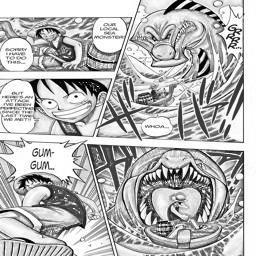 OUR
LOCAL
SEA
MONSTER!
SORRY
I HAVE
TO DO
THIS...
BUT
HERE'S AN
ATTACK
I'VE BEEN
PERFECTING
SINCE THE
LAST TIME
WE MET!!
WHOA...
GUM-
GUM...